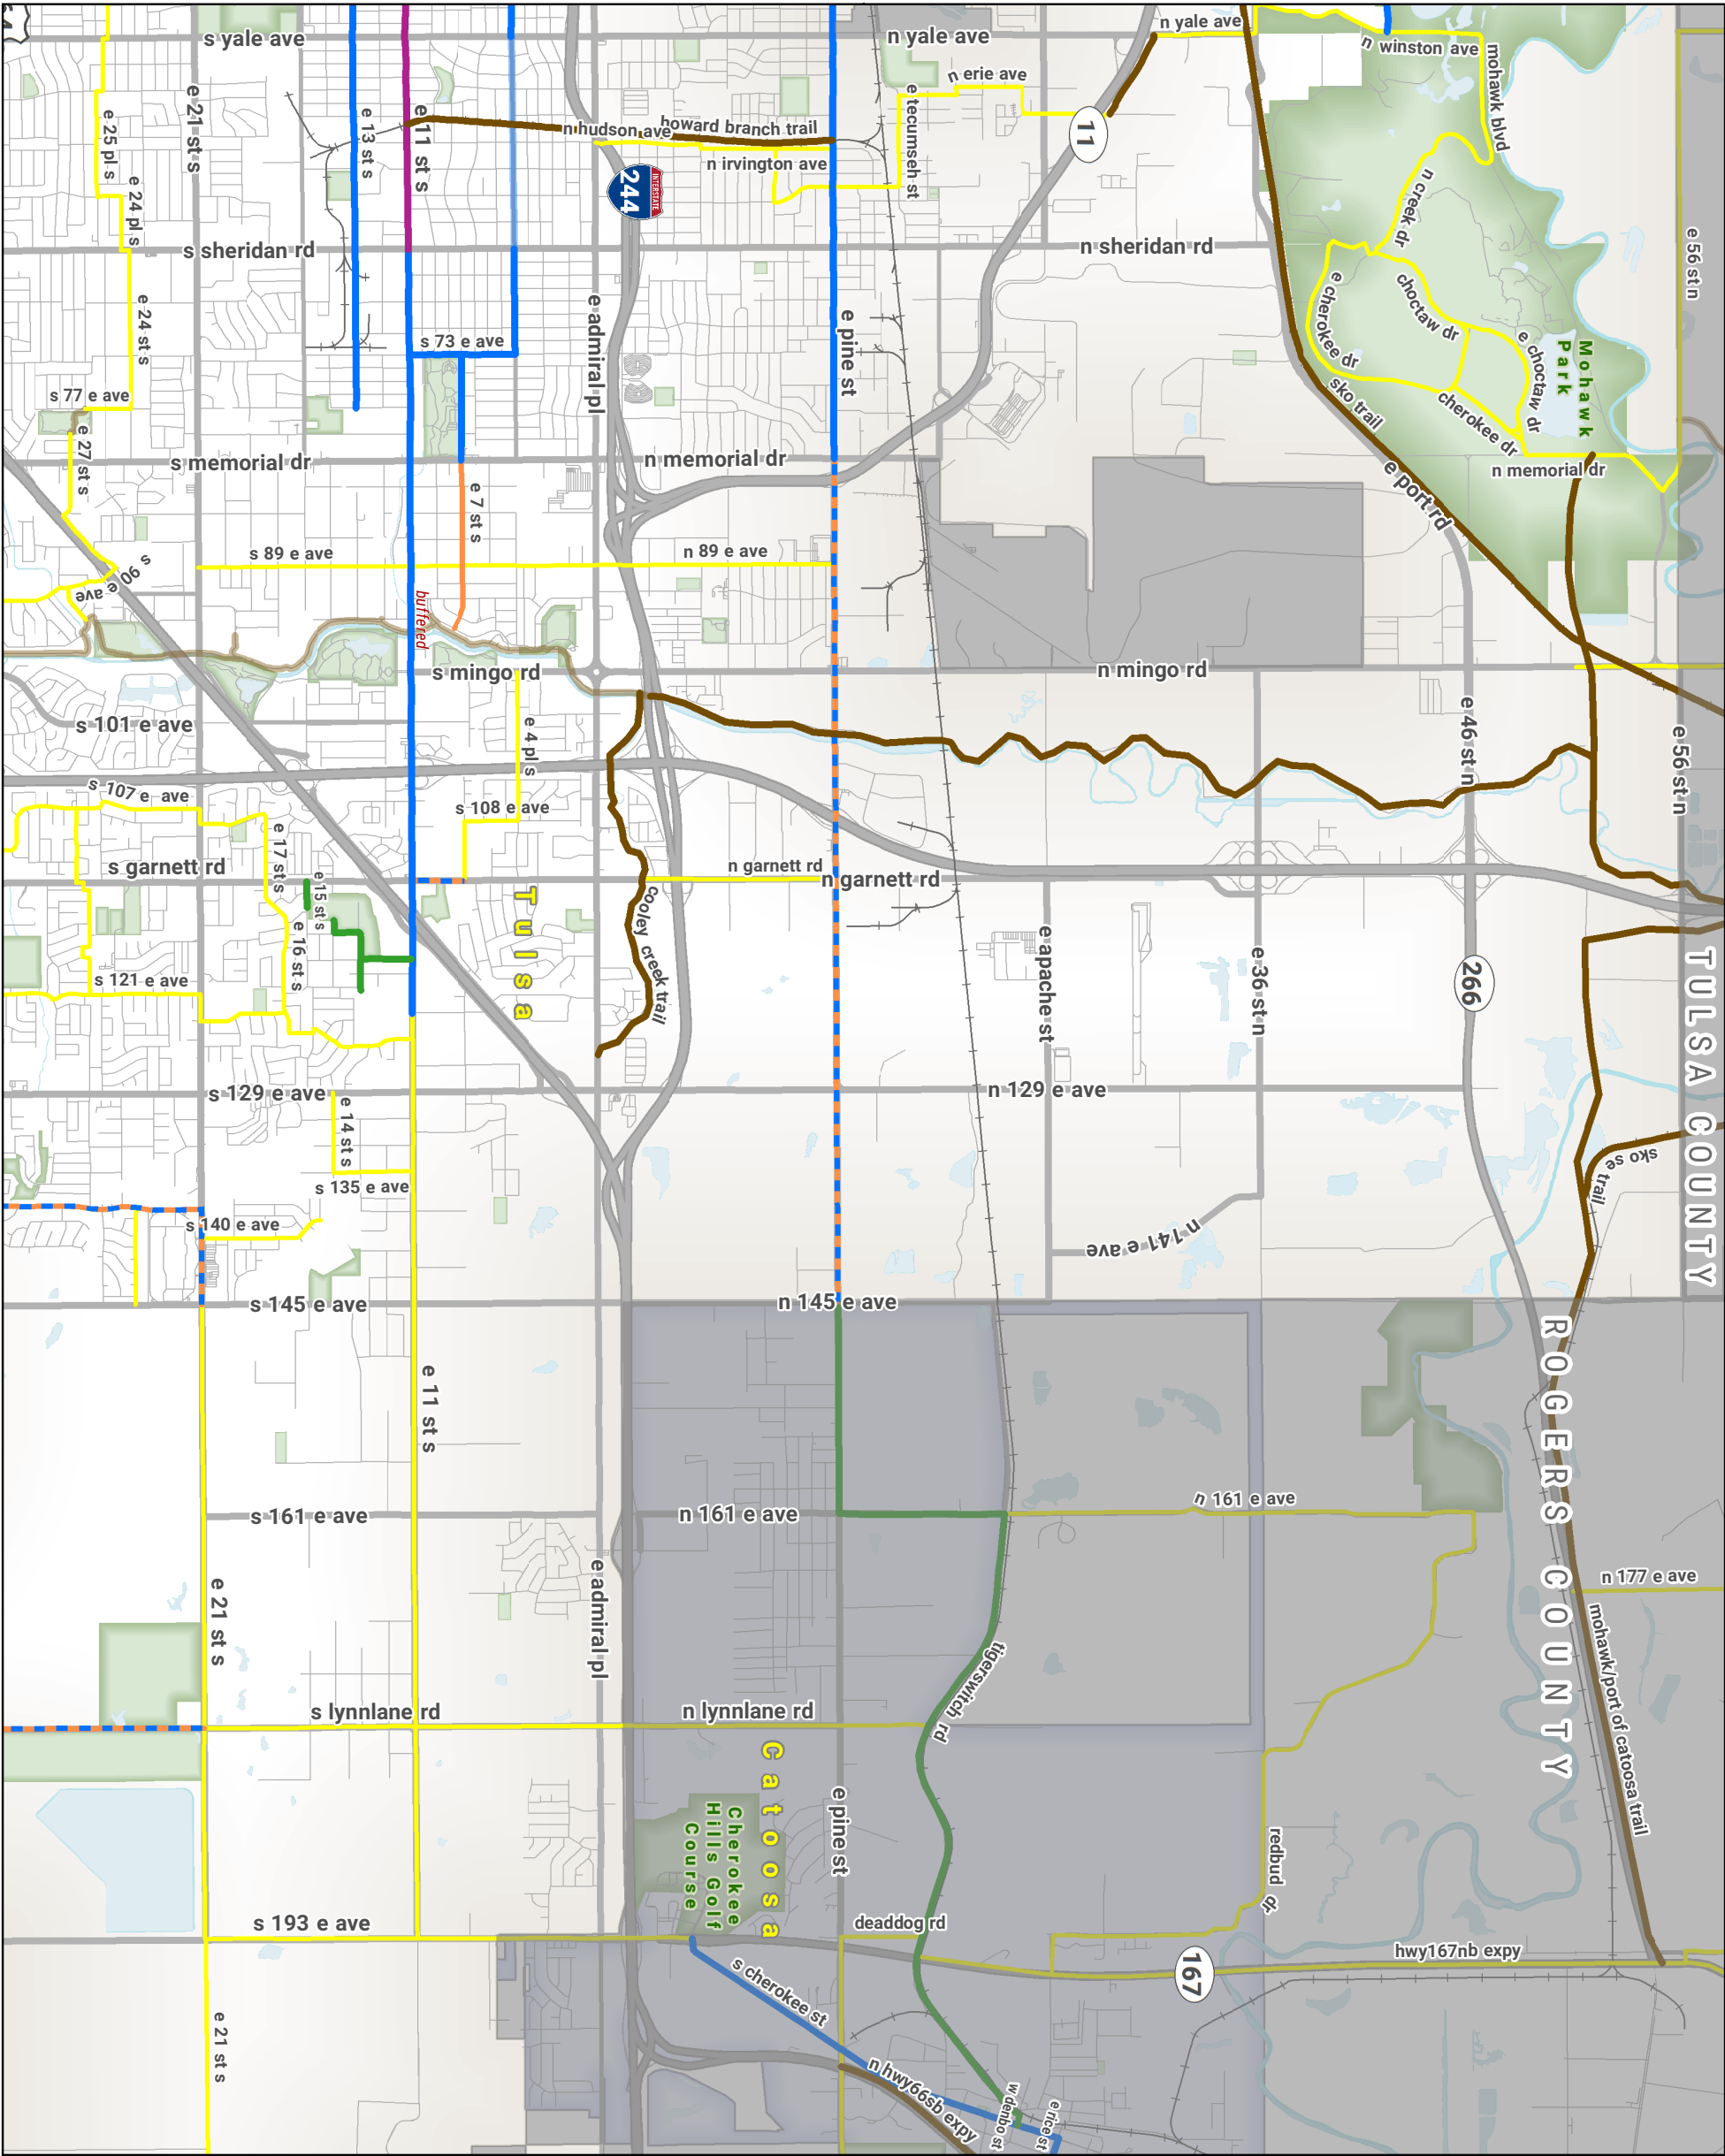 s yale ave
n yale ave
n yale ave
n winston ave
mohawk blvd
n erie ave
e tecumseh st
11
e 21 st s
e 25 pl s
e 13 st s
e 11 st s
n hudson ave
howard branch trail
n irvington ave
INTERSTATE
244
e 24 pl s
s sheridan rd
n sheridan rd
n creek dr
e 56 st n
e cherokee dr
choctaw dr
e choctaw dr
Mohawk
Park
e 24 st s
s 73 e ave
e admiral pl
e pine st
s 77 e ave
sko trail
cherokee dr
e 27 st s
s memorial dr
n memorial dr
n memorial dr
e port rd
e 7 st s
s 89 e ave
n 89 e ave
s 90 e ave
buffered
s mingo rd
n mingo rd
s 101 e ave
e 4 pl s
e 46 st n
e 56 st n
s 107 e ave
s 108 e ave
s garnett rd
e 17 st s
e 15 st s
n garnett rd
n garnett rd
Tulsa
cooley creek trail
e 16 st s
s 121 e ave
e apache st
e 36 st n
266
TULSA COUNTY
s 129 e ave
n 129 e ave
e 14 st s
s 135 e ave
sko se trail
s 140 e ave
n 141 e ave
s 145 e ave
n 145 e ave
ROGERS COUNTY
e 11 st s
s 161 e ave
n 161 e ave
n 161 e ave
e admiral pl
e 21 st s
n 177 e ave
mohawk/port of catoosa trail
tigerswitch rd
s lynnlane rd
n lynnlane rd
Catoosa
Cherokee
Hills Golf
Course
e pine st
redbud dr
s 193 e ave
deaddog rd
hwy167nb expy
167
s cherokee st
e 21 st s
n hwy66sb expy
w denbo st
e rice st